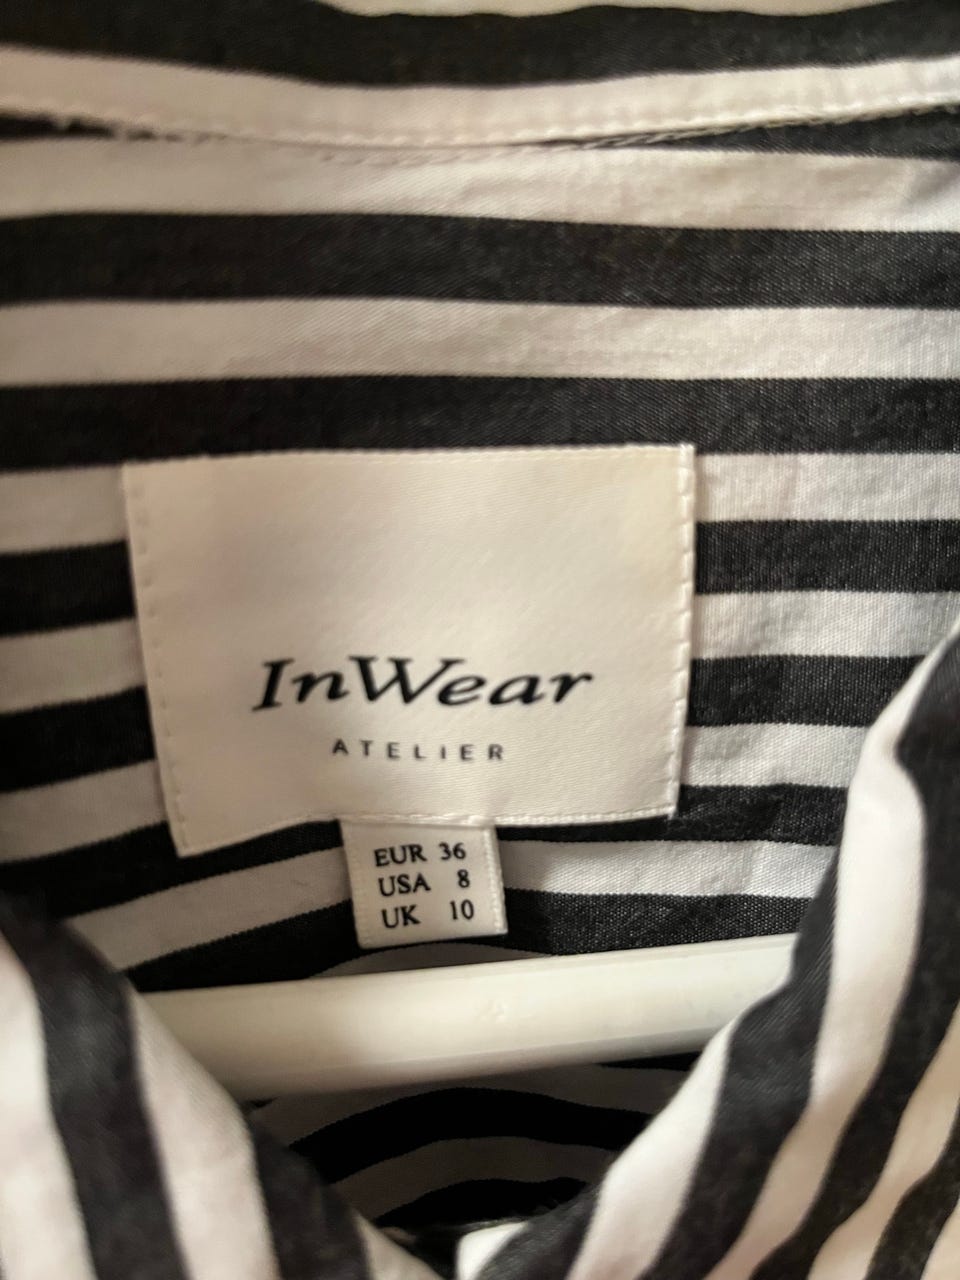 InWear
ATELIER
EUR 36
USA 8
UK 10